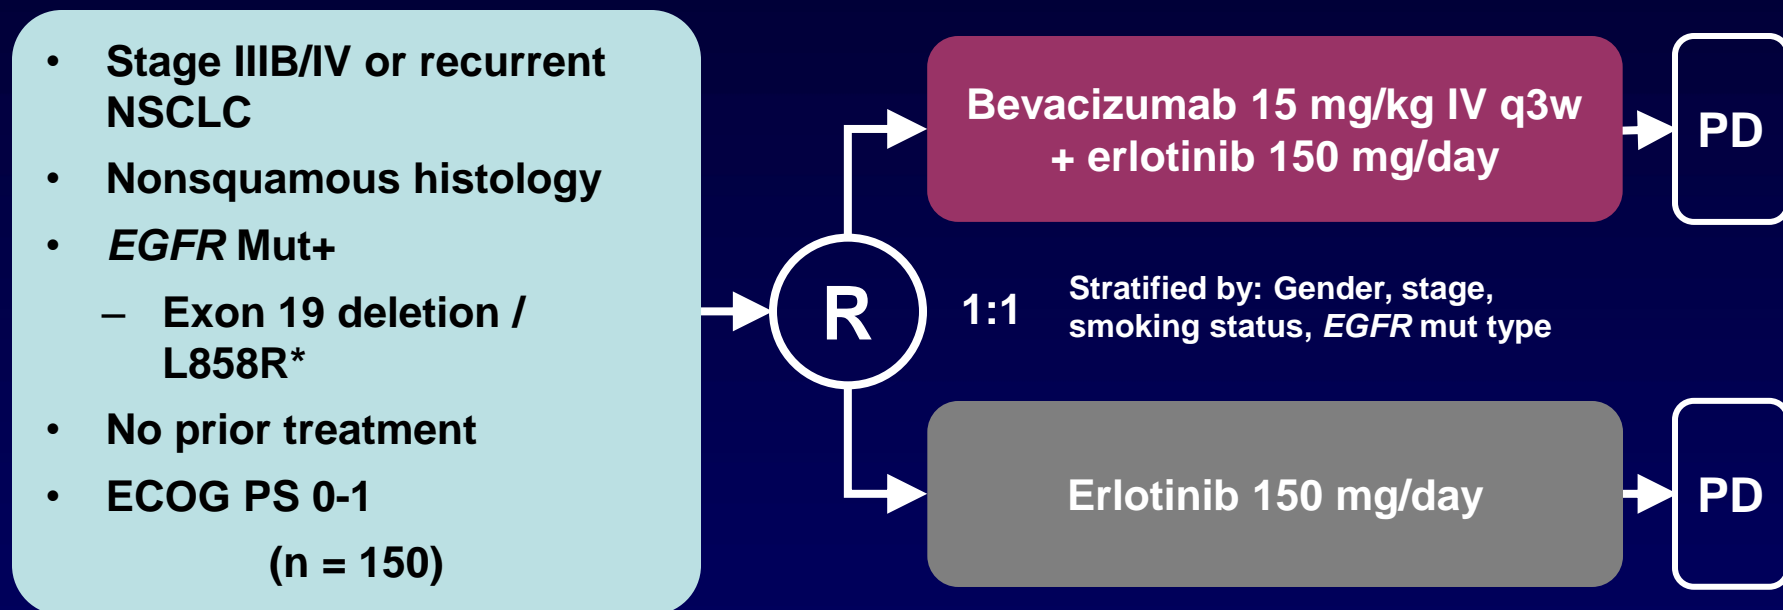 • Stage IIIB/IV or recurrent
NSCLC
• Nonsquamous histology
• EGFR Mut+
– Exon 19 deletion /
L858R*
• No prior treatment
• ECOG PS 0-1
(n = 150)
R
1:1
Bevacizumab 15 mg/kg IV q3w
+ erlotinib 150 mg/day
PD
Stratified by: Gender, stage,
smoking status, EGFR mut type
Erlotinib 150 mg/day
PD